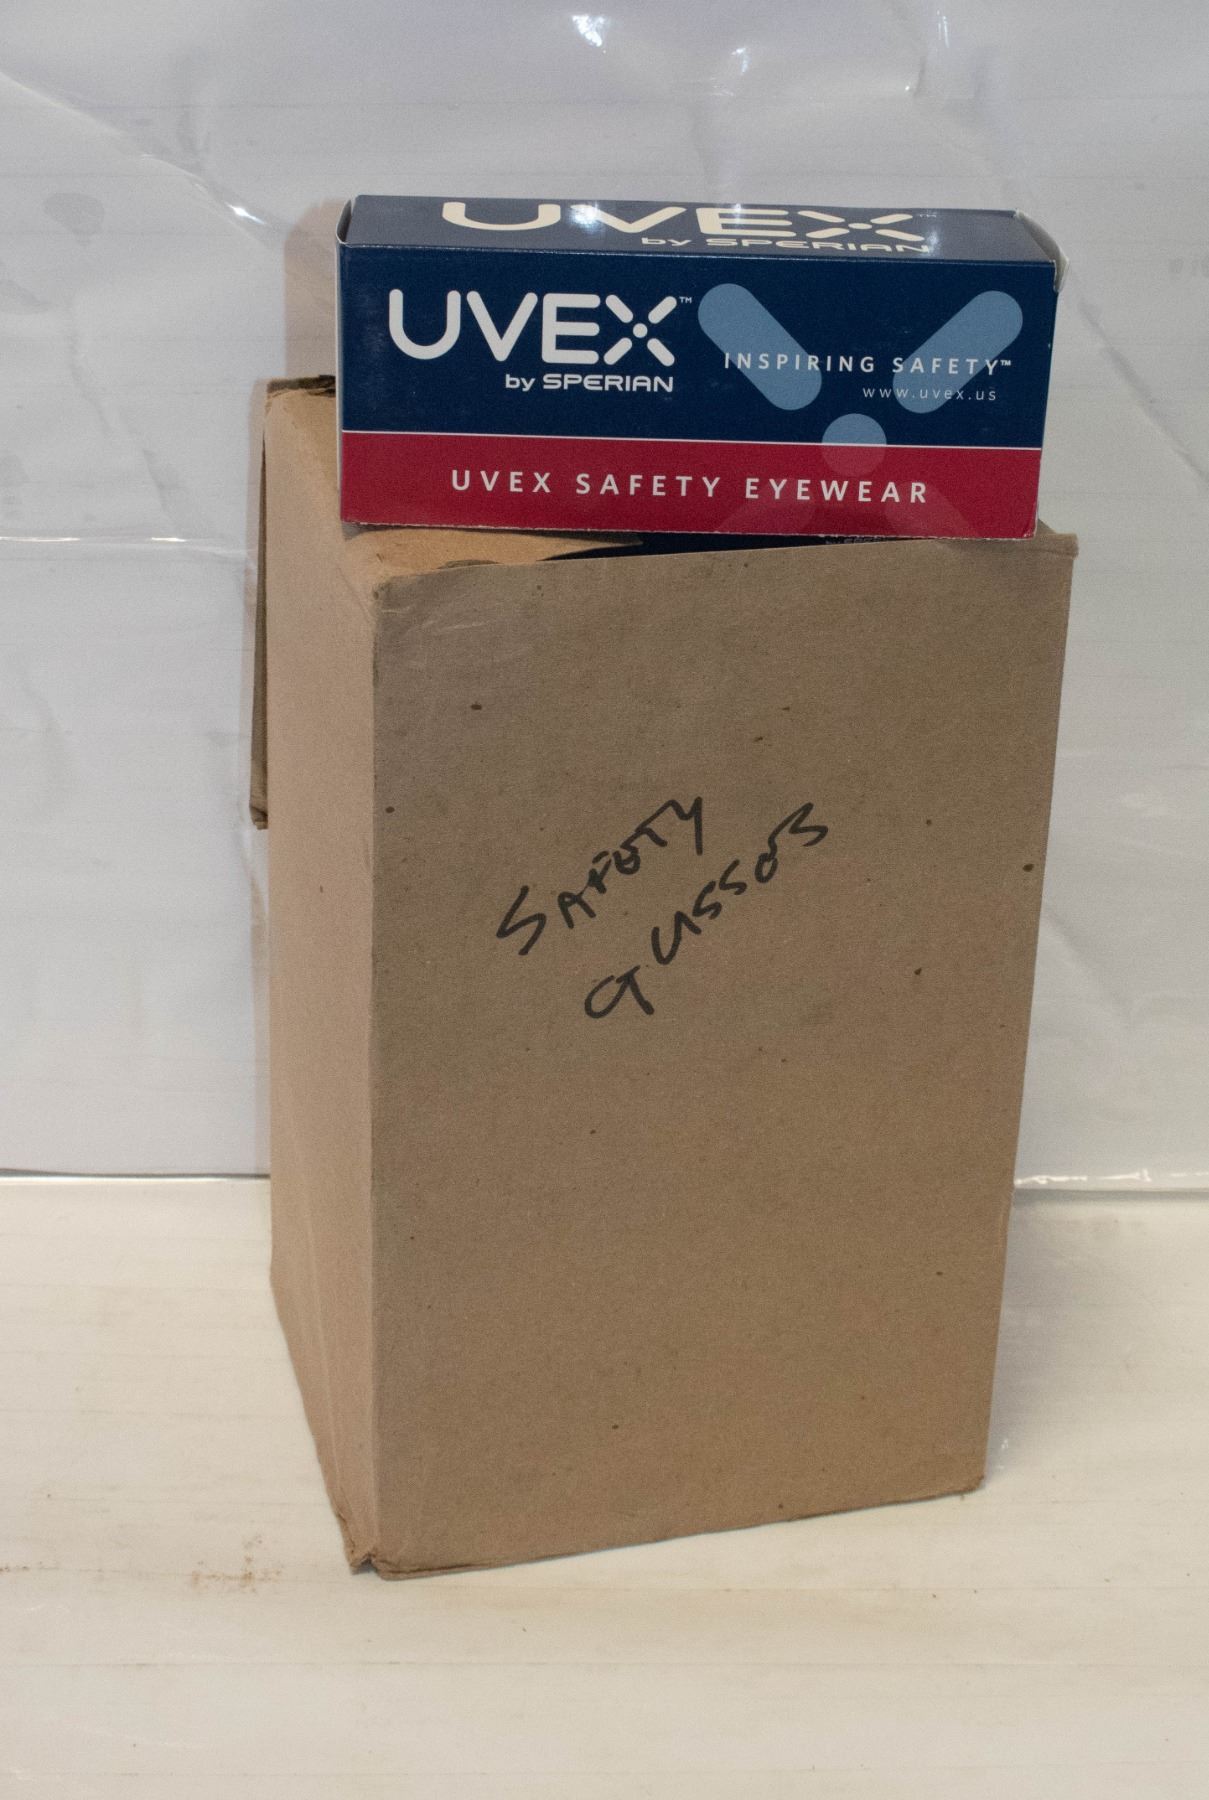 UVEX
by SPERIAN
UVEX™
by SPERIAN
INSPIRING SAFETY™
www.uvex.us
UVEX SAFETY EYEWEAR
SAFETY
GLASSES